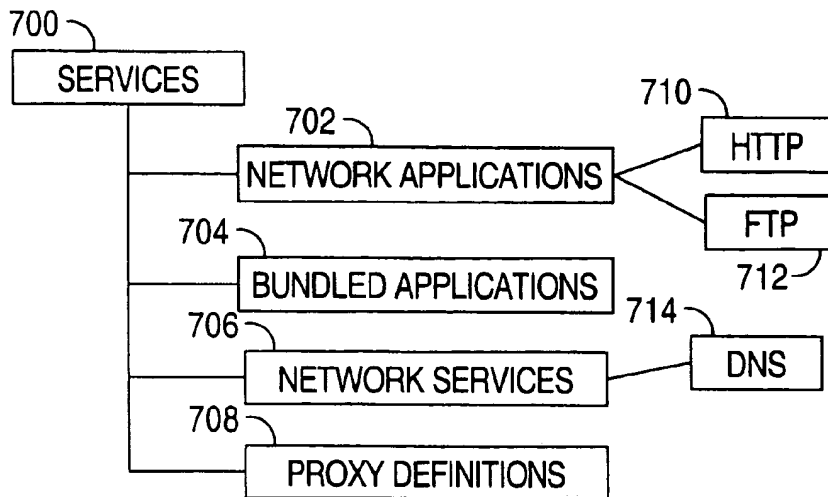 700
SERVICES
702
NETWORK APPLICATIONS
710
HTTP
FTP
712
704
BUNDLED APPLICATIONS
706
NETWORK SERVICES
714
DNS
708
PROXY DEFINITIONS